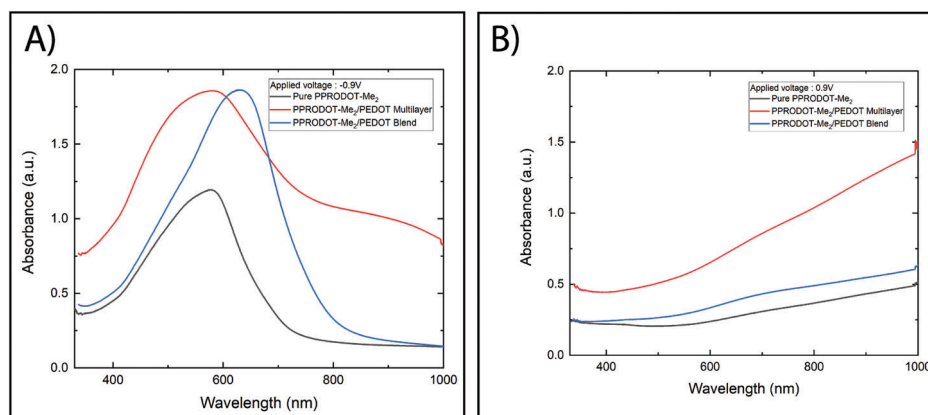 A)
Applied voltage : -0.9V
Pure PPRODOT-Me₂
PPRODOT-Me₂/PEDOT Multilayer
PPRODOT-Me₂/PEDOT Blend
2.0
1.5
1.0
0.5
0.0
Absorbance (a.u.)
400
600
800
1000
Wavelength (nm)
B)
Applied voltage: 0.9V
Pure PPRODOT-Me₂
PPRODOT-Me₂/PEDOT Multilayer
PPRODOT-Me₂/PEDOT Blend
2.0
1.5
1.0
0.5
0.0
Absorbance (a.u.)
400
600
800
1000
Wavelength (nm)